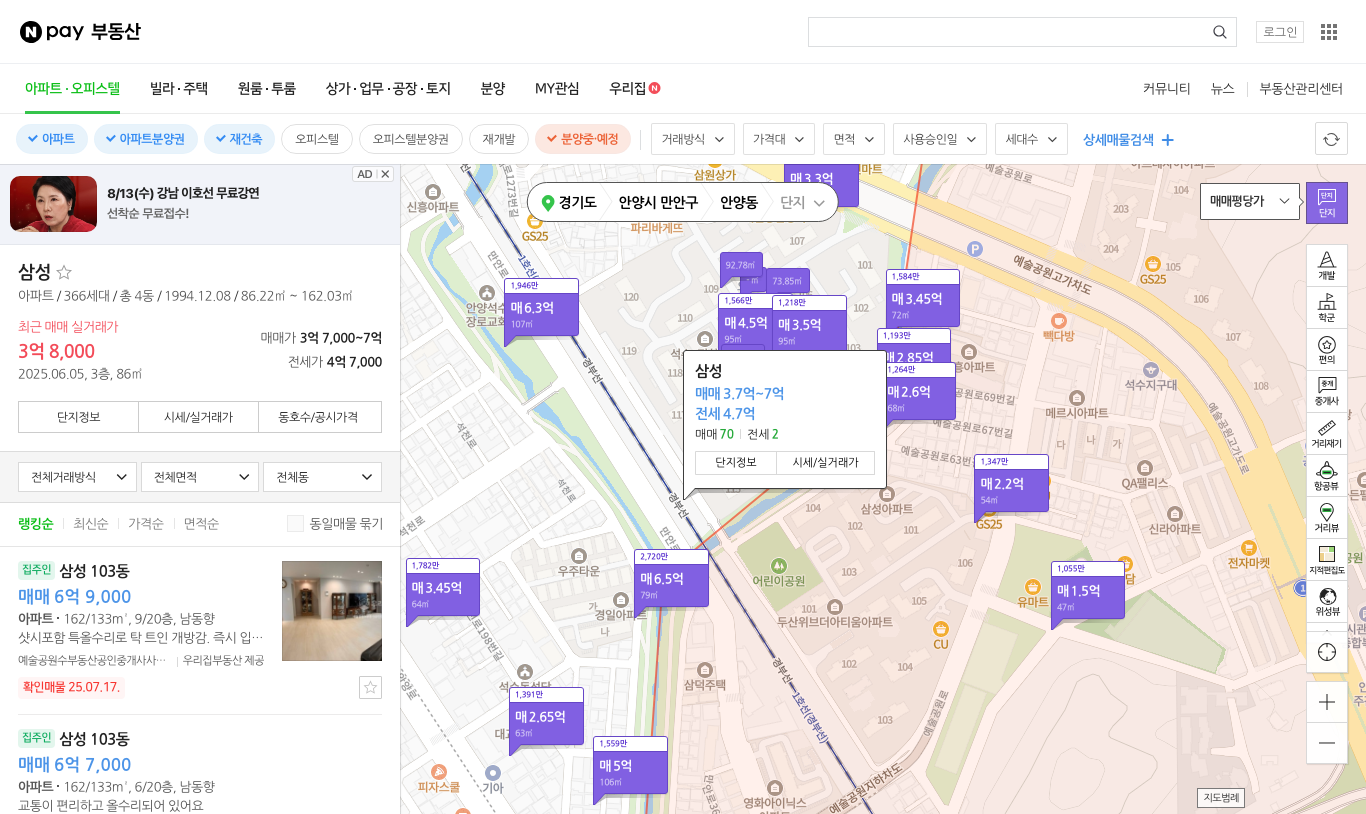 N pay 부동산
로그인
아파트·오피스텔
빌라·주택
원룸·투룸
상가·업무·공장·토지
분양
MY관심
우리집 N
커뮤니티
뉴스
부동산관리센터
아파트
아파트분양권
재건축
오피스텔
오피스텔분양권
재개발
분양중·예정
거래방식
가격대
면적
사용승인일
세대수
상세매물검색
8/13(수) 강남 이호선 무료강연
선착순 무료접수!
AD
삼성
아파트 / 366세대 / 총 4동 / 1994.12.08 / 86.22㎡ ~ 162.03㎡
최근 매매 실거래가
3억 8,000
2025.06.05, 3층, 86㎡
매매가 3억 7,000~7억
전세가 4억 7,000
단지정보
시세/실거래가
동호수/공시가격
전체거래방식
전체면적
전체동
랭킹순
최신순
가격순
면적순
동일매물 묶기
집주인 삼성 103동
매매 6억 9,000
아파트 · 162/133m², 9/20층, 남동향
샷시포함 특올수리로 탁 트인 개방감. 즉시 입…
예술공원수부동산공인중개사사… 우리집부동산 제공
확인매물 25.07.17.
집주인 삼성 103동
매매 6억 7,000
아파트 · 162/133m², 6/20층, 남동향
교통이 편리하고 올수리되어 있어요
경기도
안양시 만안구
안양동
단지
매매평당가
단지
단지
개발
학군
편의
중개
중개사
거리재기
항공뷰
거리뷰
지적편집도
위성뷰
지도범례
삼원상가
매3.3억
신흥아파트
GS25
파리바게뜨
1호선(
만안로
안양석수
장로교회
1,946만
매6.3억
107㎡
92.78㎡
73.85㎡
1,566만
매4.5억
95㎡
1,218만
매3.5억
95㎡
1,584만
매3.45억
72㎡
1,193만
매2.85억
1,264만
매2.6억
68㎡
삼성
매매 3.7억~7억
전세 4.7억
매매 70
전세 2
단지정보
시세/실거래가
GS25
예술공원고가차도
예술공원로
빽다방
석수지구대
아파트
메르시아파트
예술공원로69번길
예술공원로67번길
예술공원로63번
QA팰리스
신라아파트
1,347만
매2.2억
54㎡
GS25
삼성아파트
경부선
석천로
우주타운
경일아파트
1,782만
매3.45억
64㎡
2,720만
매6.5억
79㎡
어린이공원
두산위브더아티움아파트
CU
유마트
1,055만
매1.5억
47㎡
전자마켓
삼덕주택
석수동성당
1,391만
매2.65억
63㎡
1,559만
매5억
106㎡
피자스쿨
기아
1호선(경부선)
영화아이닉스
아파트
예술공원지하차도
예술공원로
101
102
103
104
105
106
107
108
109
110
118
119
120
203
204